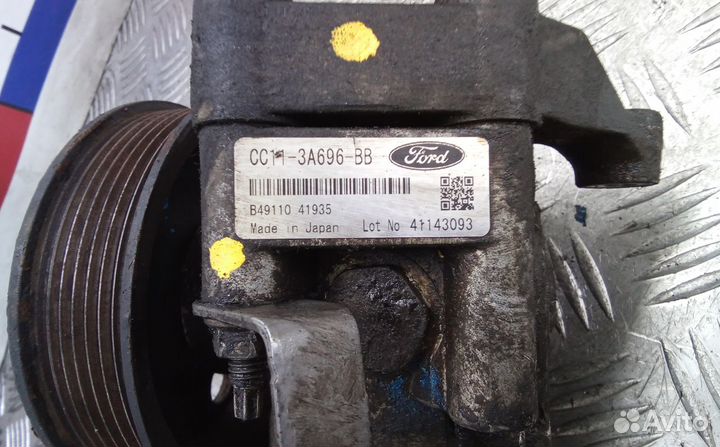 CC11-3A696-BB Ford
B49110 41935
Made in Japan Lot No 41143093
Avito